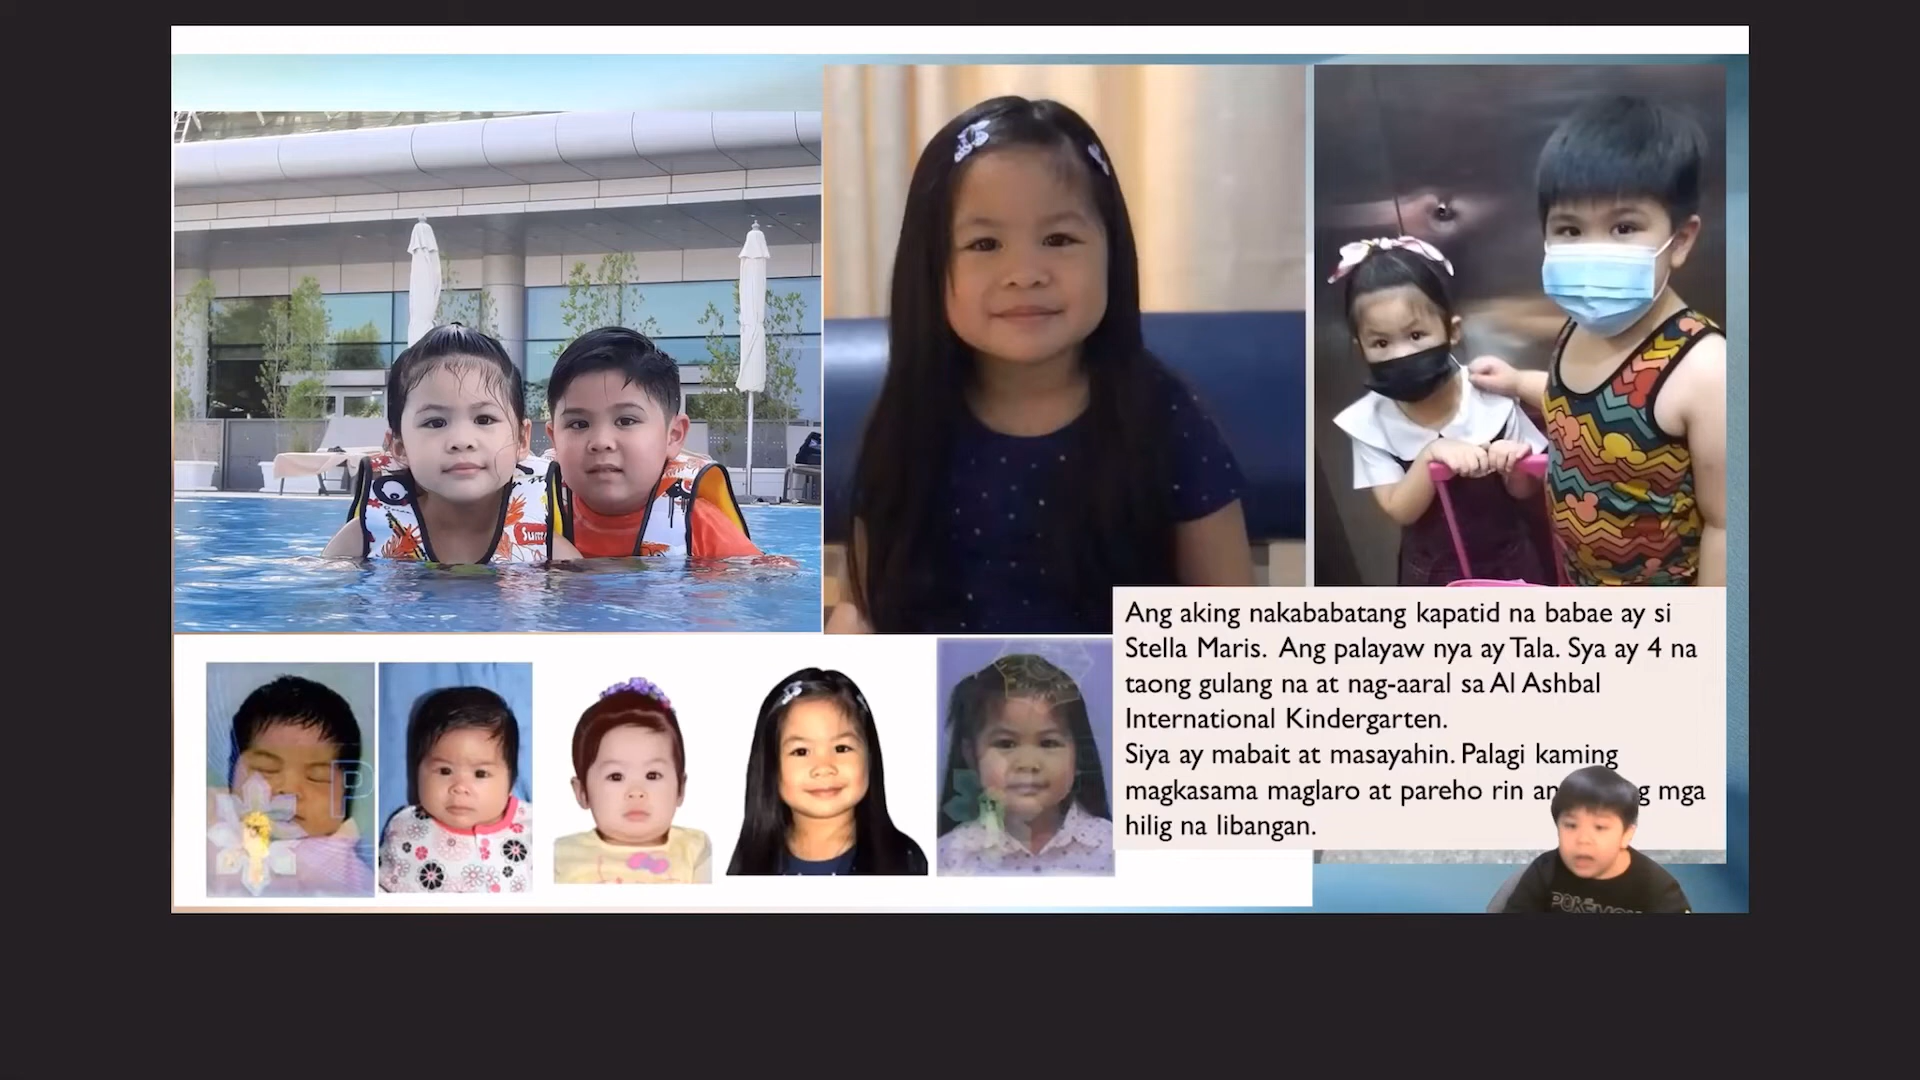 Ang aking nakababatang kapatid na babae ay si
Stella Maris. Ang palayaw nya ay Tala. Sya ay 4 na
taong gulang na at nag-aaral sa Al Ashbal
International Kindergarten.
Siya ay mabait at masayahin. Palagi kaming
magkasama maglaro at pareho rin mga
hilig na libangan.
P